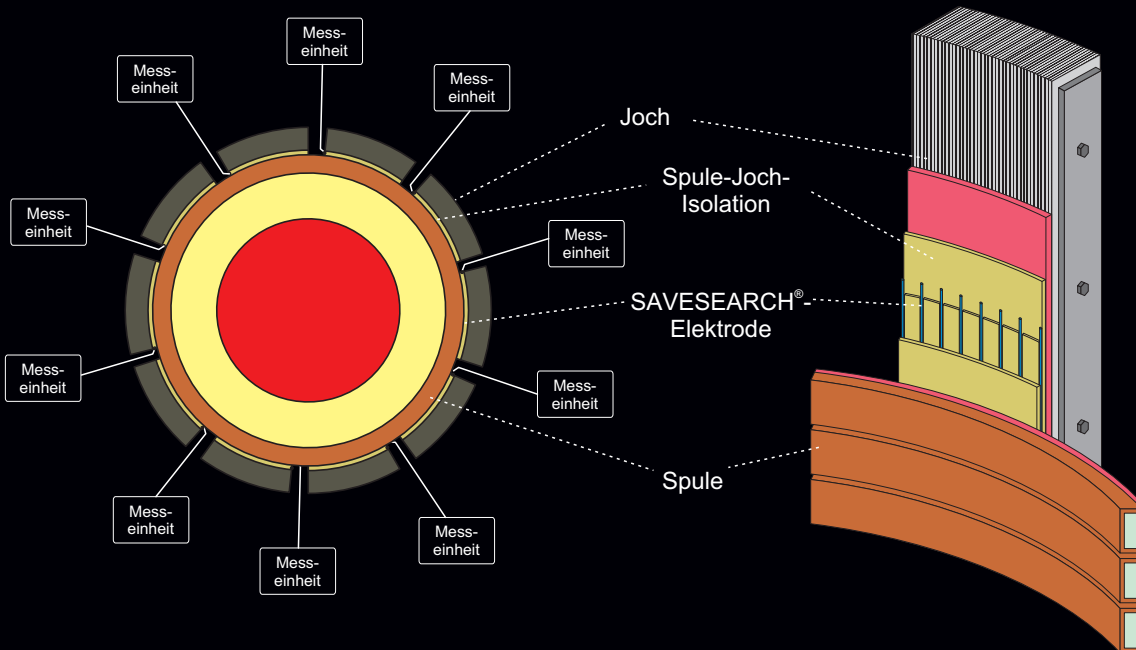 Mess-
einheit
Mess-
einheit
Mess-
einheit
Mess-
einheit
Mess-
einheit
Mess-
einheit
Mess-
einheit
Mess-
einheit
Mess-
einheit
Mess-
einheit
Joch
Spule-Joch-
Isolation
SAVESEARCH®-
Elektrode
Spule